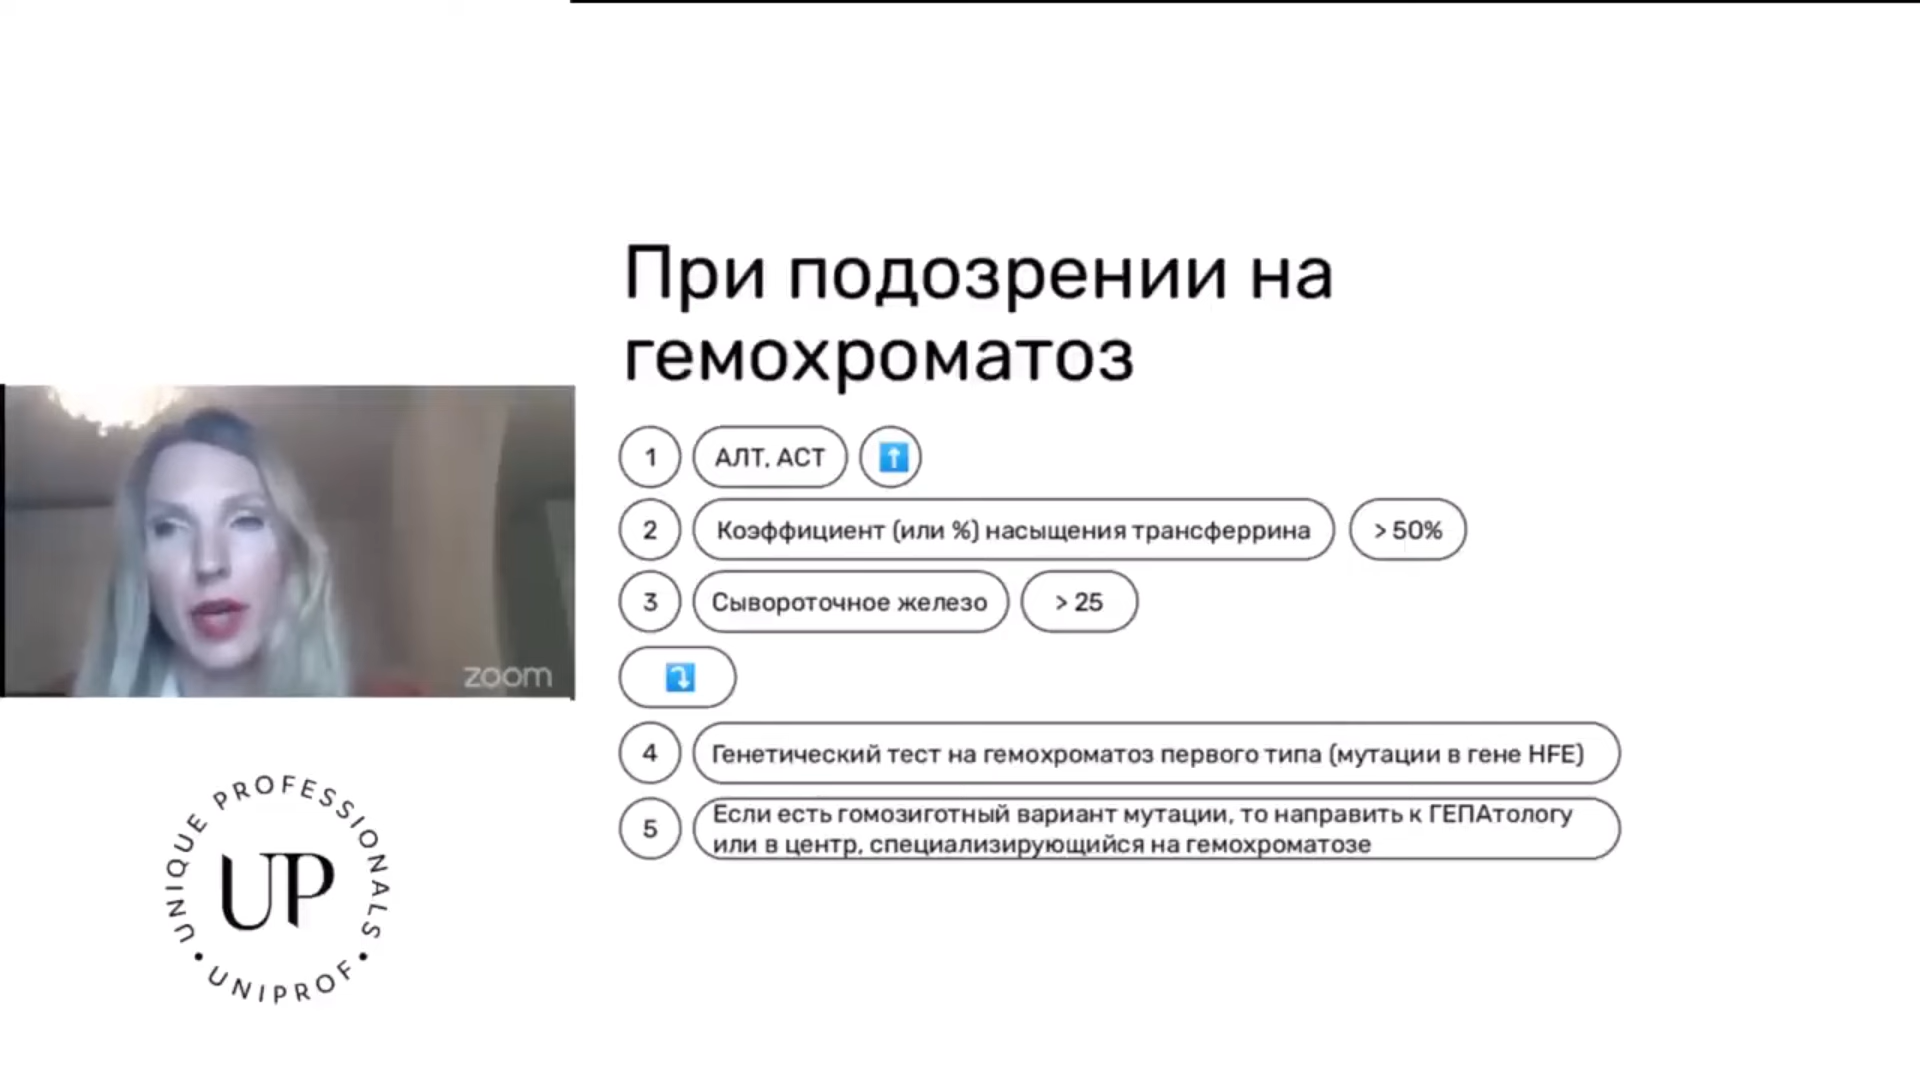 При подозрении на
гемохроматоз
1 АЛТ, АСТ ⬆
2 Коэффициент (или %) насыщения трансферрина > 50%
3 Сывороточное железо > 25
⤵
4 Генетический тест на гемохроматоз первого типа (мутации в гене HFE)
5 Если есть гомозиготный вариант мутации, то направить к ГЕПАтологу
или в центр, специализирующийся на гемохроматозе
zoom
UNIQUE PROFESSIONALS
UP
• UNIPROF •